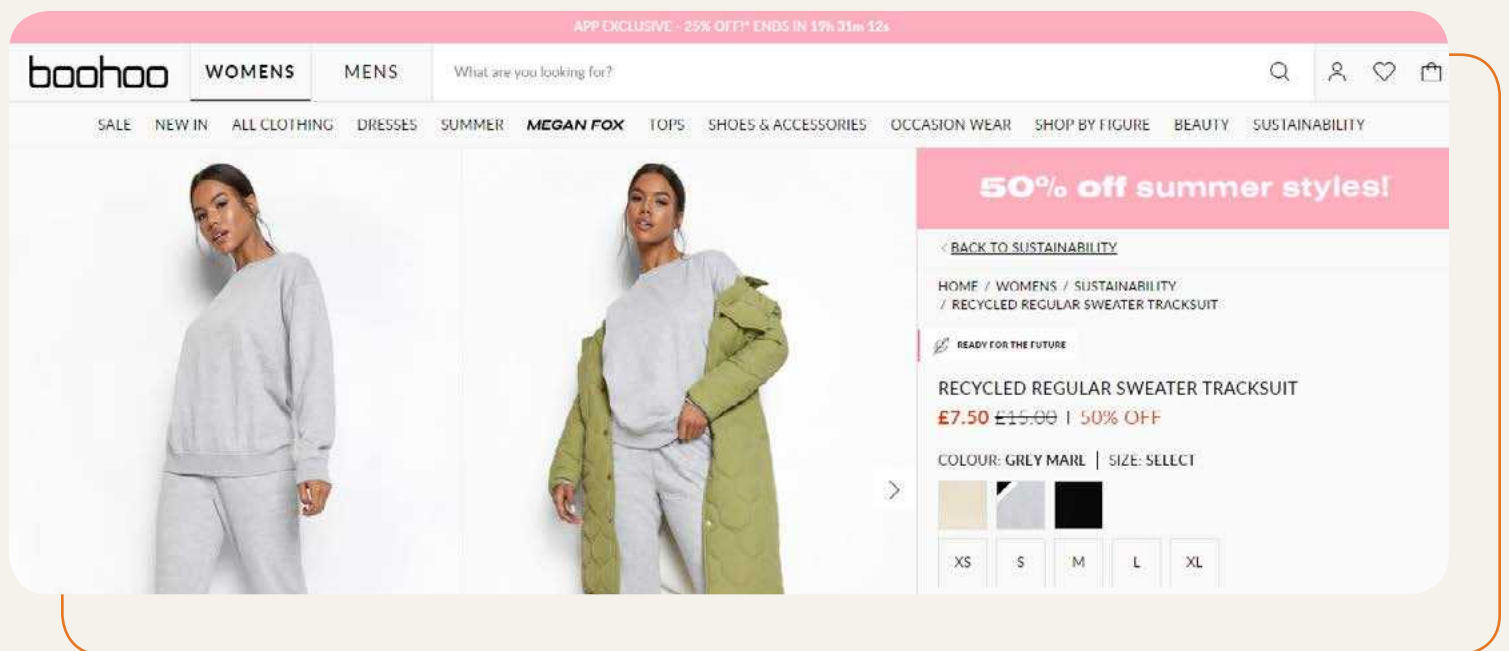 APP EXCLUSIVE - 25% OFF!* ENDS IN 19h 31m 12s
boohoo WOMENS MENS What are you looking for?
SALE NEW IN ALL CLOTHING DRESSES SUMMER MEGAN FOX TOPS SHOES & ACCESSORIES OCCASION WEAR SHOP BY FIGURE BEAUTY SUSTAINABILITY
50% off summer styles!
< BACK TO SUSTAINABILITY
HOME / WOMENS / SUSTAINABILITY
/ RECYCLED REGULAR SWEATER TRACKSUIT
READY FOR THE FUTURE
RECYCLED REGULAR SWEATER TRACKSUIT
£7.50 £15.00 | 50% OFF
COLOUR: GREY MARL | SIZE: SELECT
XS S M L XL